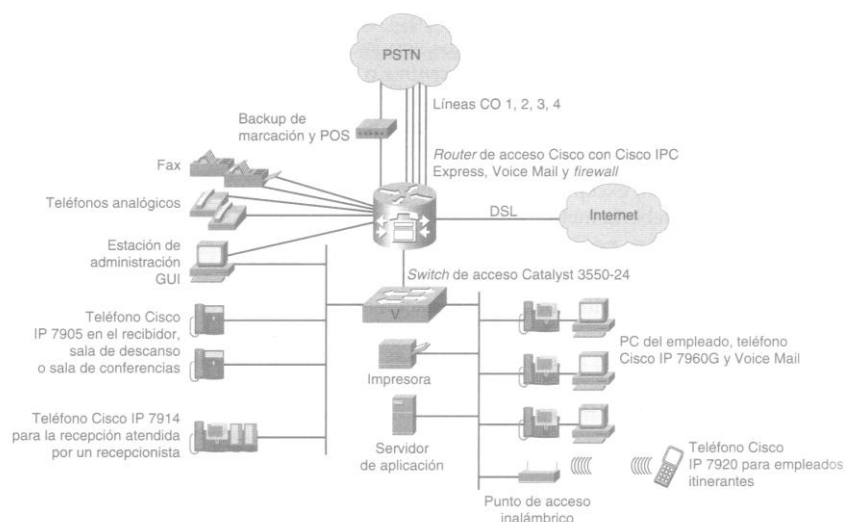 PSTN
Líneas CO 1, 2, 3, 4
Backup de
marcación y POS
Fax
Router de acceso Cisco con Cisco IPC
Express, Voice Mail y firewall
Teléfonos analógicos
DSL
Internet
Estación de
administración
GUI
Switch de acceso Catalyst 3550-24
V
Teléfono Cisco
IP 7905 en el recibidor,
sala de descanso
o sala de conferencias
PC del empleado, teléfono
Cisco IP 7960G y Voice Mail
Impresora
Teléfono Cisco IP 7914
para la recepción atendida
por un recepcionista
Servidor
de aplicación
Teléfono Cisco
IP 7920 para empleados
itinerantes
Punto de acceso
inalámbrico